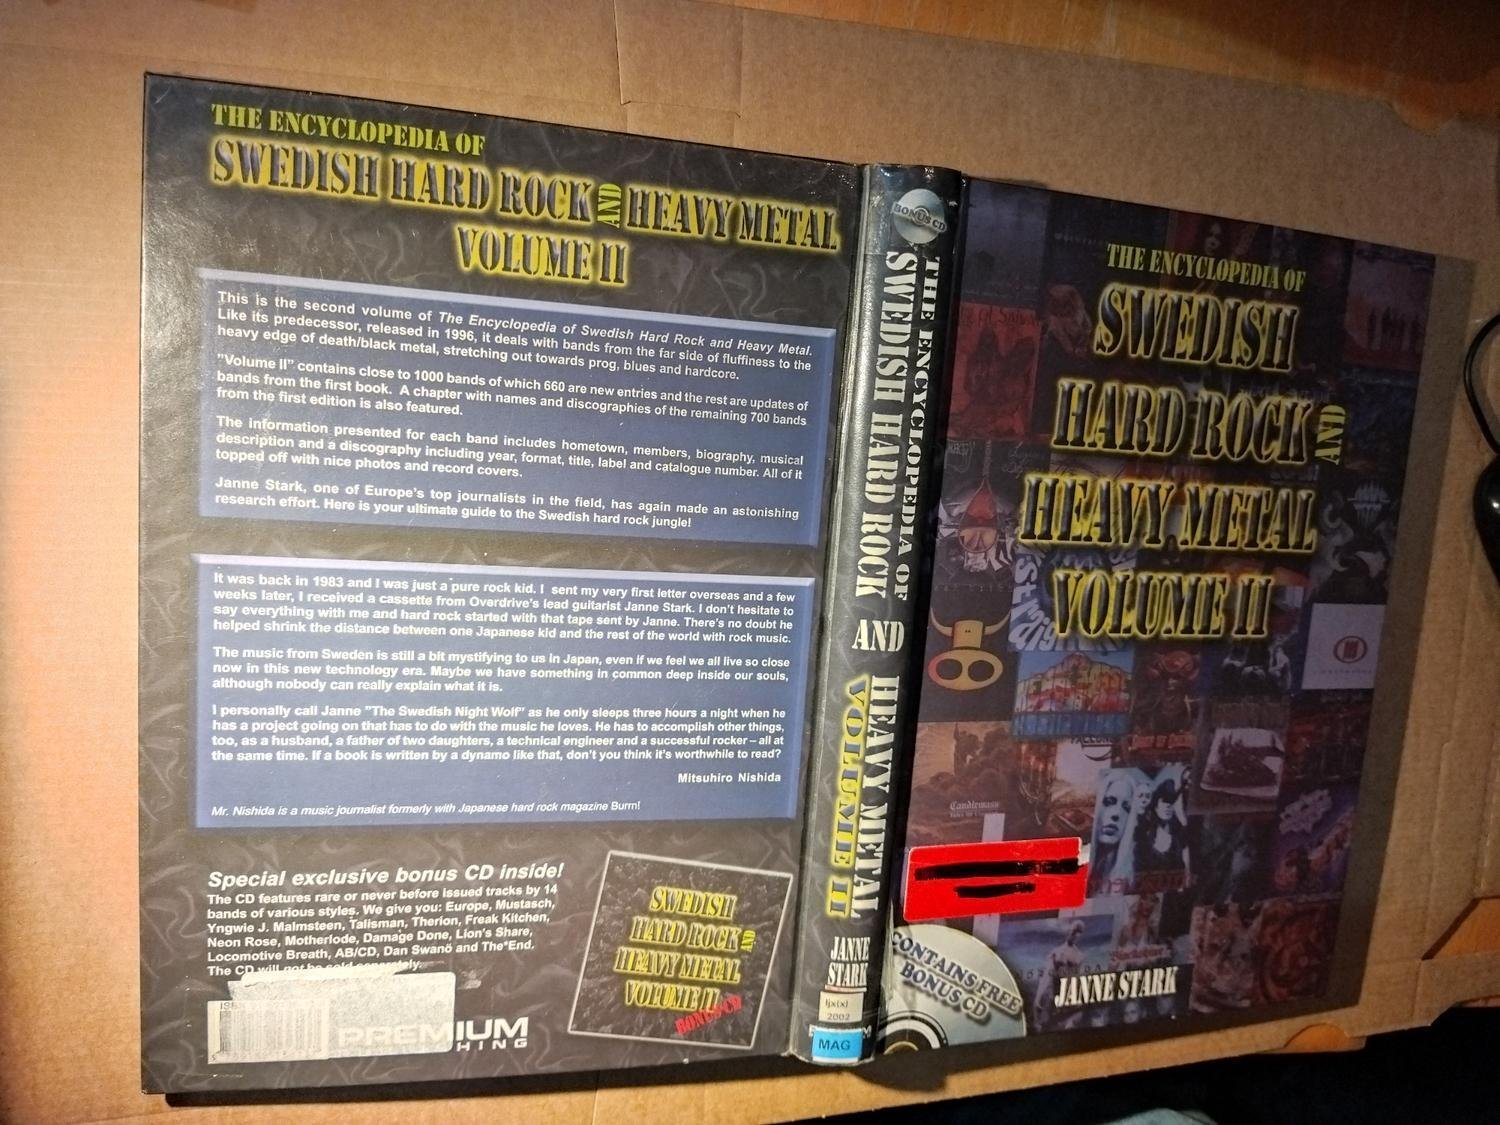 THE ENCYCLOPEDIA OF
SWEDISH HARD ROCK AND HEAVY METAL
VOLUME II
This is the second volume of The Encyclopedia of Swedish Hard Rock and Heavy Metal.
Like its predecessor, released in 1996, it deals with bands from the far side of fluffiness to the
heavy edge of death/black metal, stretching out towards prog, blues and hardcore.
"Volume II" contains close to 1000 bands of which 660 are new entries and the rest are updates of
bands from the first book. A chapter with names and discographies of the remaining 700 bands
from the first edition is also featured.
The information presented for each band includes hometown, members, biography, musical
description and a discography including year, format, title, label and catalogue number. All of it
topped off with nice photos and record covers.
Janne Stark, one of Europe's top journalists in the field, has again made an astonishing
research effort. Here is your ultimate guide to the Swedish hard rock jungle!
It was back in 1983 and I was just a pure rock kid. I sent my very first letter overseas and a few
weeks later, I received a cassette from Overdrive's lead guitarist Janne Stark. I don't hesitate to
say everything with me and hard rock started with that tape sent by Janne. There's no doubt he
helped shrink the distance between one Japanese kid and the rest of the world with rock music.
The music from Sweden is still a bit mystifying to us in Japan, even if we feel we all live so close
now in this new technology era. Maybe we have something in common deep inside our souls,
although nobody can really explain what it is.
I personally call Janne "The Swedish Night Wolf" as he only sleeps three hours a night when he
has a project going on that has to do with the music he loves. He has to accomplish other things,
too, as a husband, a father of two daughters, a technical engineer and a successful rocker – all at
the same time. If a book is written by a dynamo like that, don't you think it's worthwhile to read?
Mitsuhiro Nishida
Mr. Nishida is a music journalist formerly with Japanese hard rock magazine Burrn!
Special exclusive bonus CD inside!
The CD features rare or never before issued tracks by 14
bands of various styles. We give you: Europe, Mustasch,
Yngwie J. Malmsteen, Talisman, Therion, Freak Kitchen,
Neon Rose, Motherlode, Damage Done, Lion's Share,
Locomotive Breath, AB/CD, Dan Swanö and The*End.
The CD will not be sold separately.
PREMIUM
SWEDISH
HARD ROCK AND
HEAVY METAL
VOLUME II
BONUS CD
BONUS CD
THE ENCYCLOPEDIA OF
SWEDISH HARD ROCK AND HEAVY METAL
VOLUME II
JANNE
STARK
ljx(x)
2002
MAG
THE ENCYCLOPEDIA OF
SWEDISH
HARD ROCK AND
HEAVY METAL
VOLUME II
Candlemass
CONTAINS FREE
BONUS CD
JANNE STARK